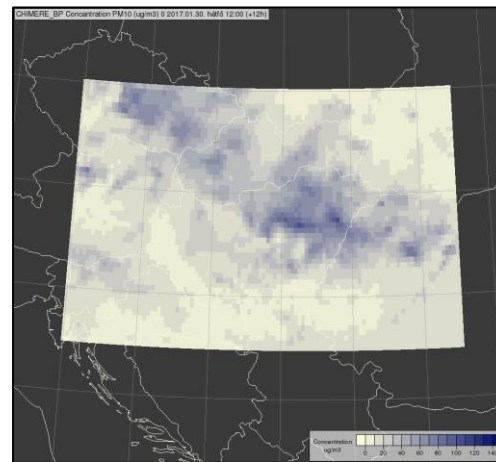 CHIMERE_BP Concentration PM10 (ug/m3) 0 2017.01.30. hétfő 12:00 (+12h)
Concentration
ug/m3
0 20 40 60 80 100 120 140